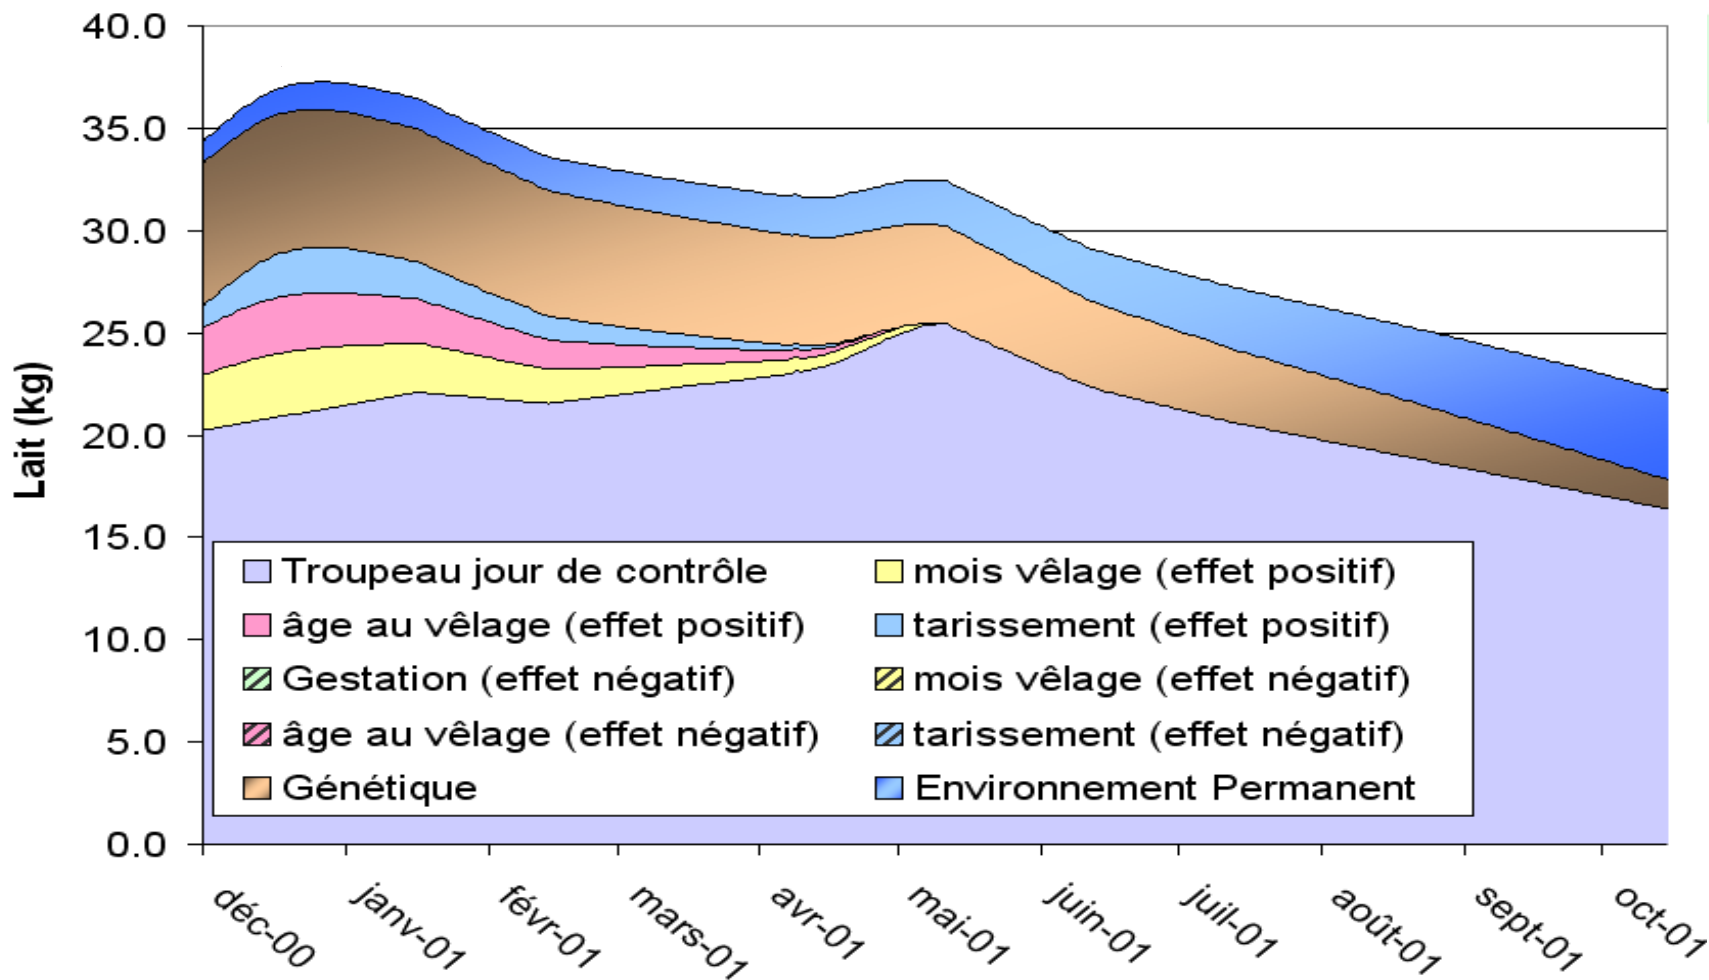 40.0
35.0
30.0
25.0
20.0
15.0
10.0
5.0
0.0
Lait (kg)
Troupeau jour de contrôle
mois vêlage (effet positif)
âge au vêlage (effet positif)
tarissement (effet positif)
Gestation (effet négatif)
mois vêlage (effet négatif)
âge au vêlage (effet négatif)
tarissement (effet négatif)
Génétique
Environnement Permanent
déc-00
janv-01
févr-01
mars-01
avr-01
mai-01
juin-01
juil-01
août-01
sept-01
oct-01